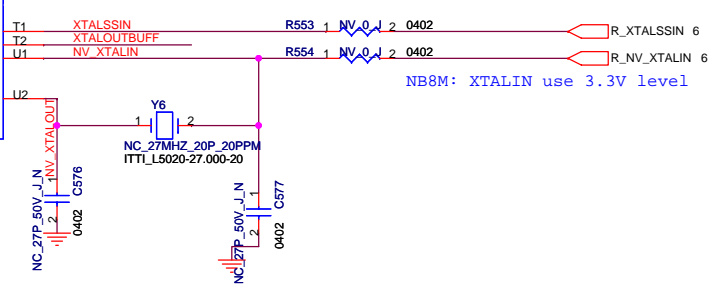 T1 XTALSSIN R553 1 NV_0_J 2 0402 R_XTALSSIN 6
T2 XTALOUTBUFF
U1 NV_XTALIN R554 1 NV_0_J 2 0402 R_NV_XTALIN 6
NB8M: XTALIN use 3.3V level
U2
Y6
1 2
NC_27MHZ_20P_20PPM
ITTI_L5020-27.000-20
NV_XTALOUT
NC_27P_50V_J_N
1 2
C576
0402
NC_27P_50V_J_N
1 2
C577
0402